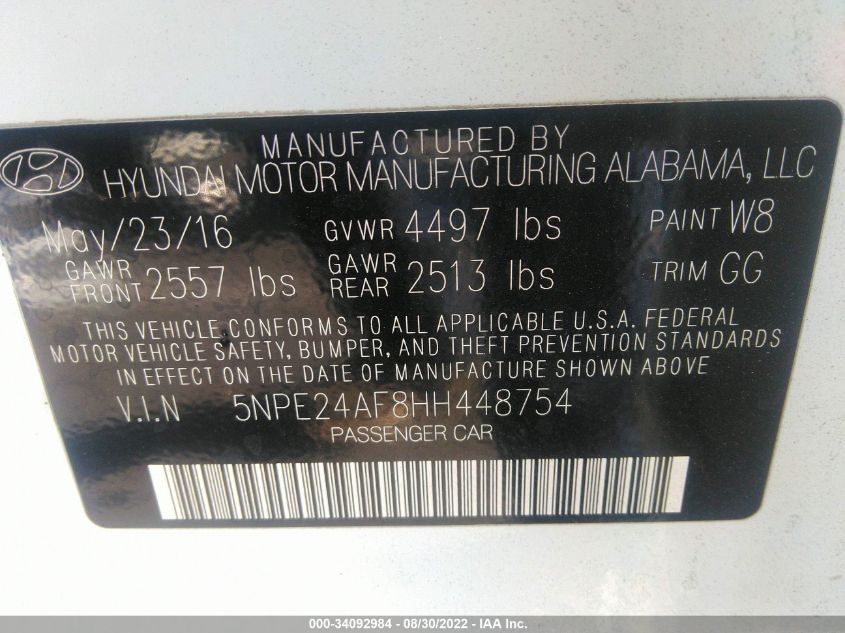 MANUFACTURED BY
HYUNDAI MOTOR MANUFACTURING ALABAMA, LLC
May/23/16 GVWR 4497 lbs PAINT W8
GAWR FRONT 2557 lbs GAWR REAR 2513 lbs TRIM GG
THIS VEHICLE CONFORMS TO ALL APPLICABLE U.S.A. FEDERAL
MOTOR VEHICLE SAFETY, BUMPER, AND THEFT PREVENTION STANDARDS
IN EFFECT ON THE DATE OF MANUFACTURE SHOWN ABOVE
V.I.N 5NPE24AF8HH448754
PASSENGER CAR
000-34092984 - 08/30/2022 - IAA Inc.